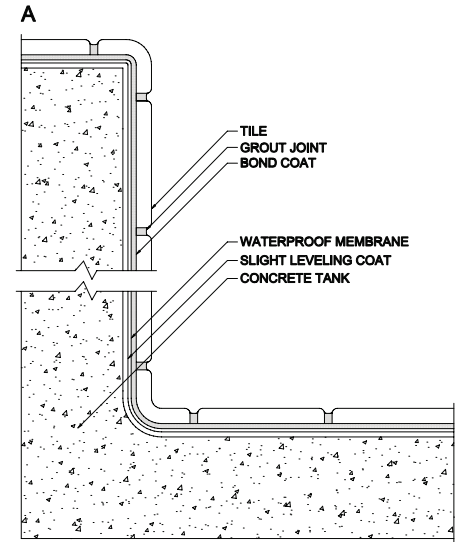 A
TILE
GROUT JOINT
BOND COAT
WATERPROOF MEMBRANE
SLIGHT LEVELING COAT
CONCRETE TANK